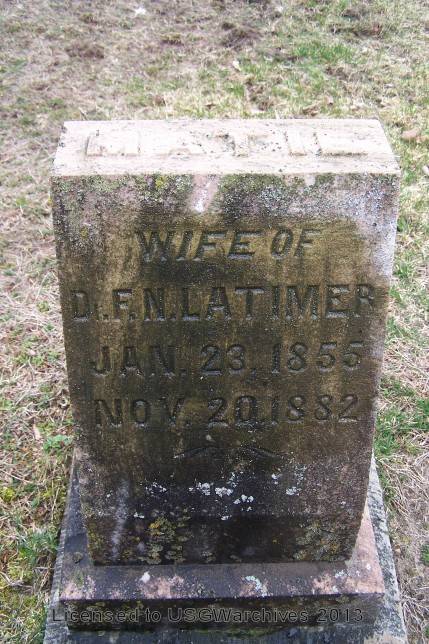 WIFE OF
D. F. N. LATIMER
JAN. 23. 1855
NOV. 20. 1882
Licensed to USGWarchives 2013